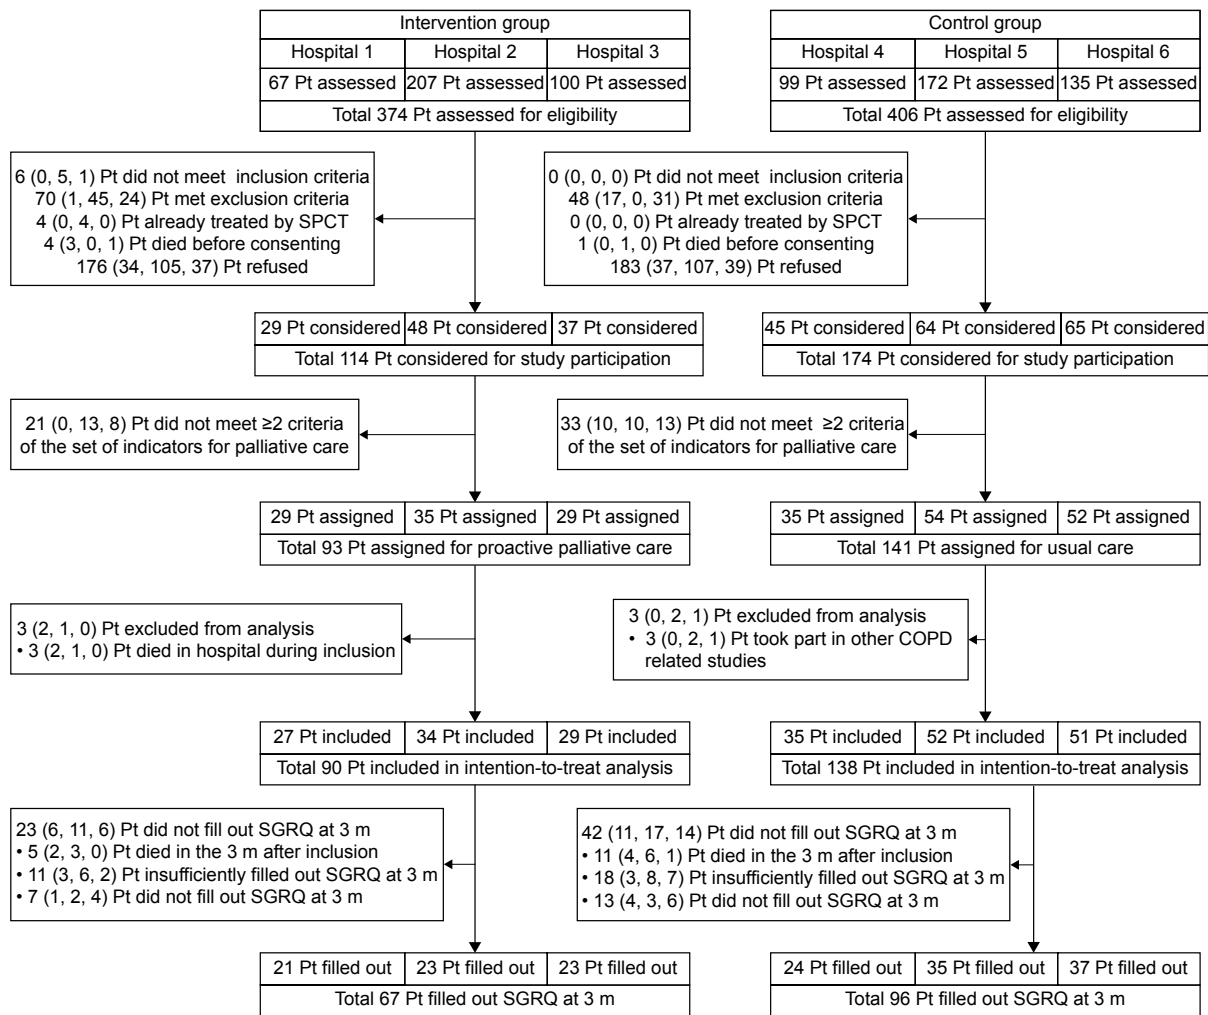 Intervention group
Hospital 1 Hospital 2 Hospital 3
67 Pt assessed 207 Pt assessed 100 Pt assessed
Total 374 Pt assessed for eligibility
Control group
Hospital 4 Hospital 5 Hospital 6
99 Pt assessed 172 Pt assessed 135 Pt assessed
Total 406 Pt assessed for eligibility
6 (0, 5, 1) Pt did not meet inclusion criteria
70 (1, 45, 24) Pt met exclusion criteria
4 (0, 4, 0) Pt already treated by SPCT
4 (3, 0, 1) Pt died before consenting
176 (34, 105, 37) Pt refused
0 (0, 0, 0) Pt did not meet inclusion criteria
48 (17, 0, 31) Pt met exclusion criteria
0 (0, 0, 0) Pt already treated by SPCT
1 (0, 1, 0) Pt died before consenting
183 (37, 107, 39) Pt refused
29 Pt considered 48 Pt considered 37 Pt considered
Total 114 Pt considered for study participation
45 Pt considered 64 Pt considered 65 Pt considered
Total 174 Pt considered for study participation
21 (0, 13, 8) Pt did not meet ≥2 criteria
of the set of indicators for palliative care
33 (10, 10, 13) Pt did not meet ≥2 criteria
of the set of indicators for palliative care
29 Pt assigned 35 Pt assigned 29 Pt assigned
Total 93 Pt assigned for proactive palliative care
35 Pt assigned 54 Pt assigned 52 Pt assigned
Total 141 Pt assigned for usual care
3 (2, 1, 0) Pt excluded from analysis
• 3 (2, 1, 0) Pt died in hospital during inclusion
3 (0, 2, 1) Pt excluded from analysis
• 3 (0, 2, 1) Pt took part in other COPD
related studies
27 Pt included 34 Pt included 29 Pt included
Total 90 Pt included in intention-to-treat analysis
35 Pt included 52 Pt included 51 Pt included
Total 138 Pt included in intention-to-treat analysis
23 (6, 11, 6) Pt did not fill out SGRQ at 3 m
• 5 (2, 3, 0) Pt died in the 3 m after inclusion
• 11 (3, 6, 2) Pt insufficiently filled out SGRQ at 3 m
• 7 (1, 2, 4) Pt did not fill out SGRQ at 3 m
42 (11, 17, 14) Pt did not fill out SGRQ at 3 m
• 11 (4, 6, 1) Pt died in the 3 m after inclusion
• 18 (3, 8, 7) Pt insufficiently filled out SGRQ at 3 m
• 13 (4, 3, 6) Pt did not fill out SGRQ at 3 m
21 Pt filled out 23 Pt filled out 23 Pt filled out
Total 67 Pt filled out SGRQ at 3 m
24 Pt filled out 35 Pt filled out 37 Pt filled out
Total 96 Pt filled out SGRQ at 3 m